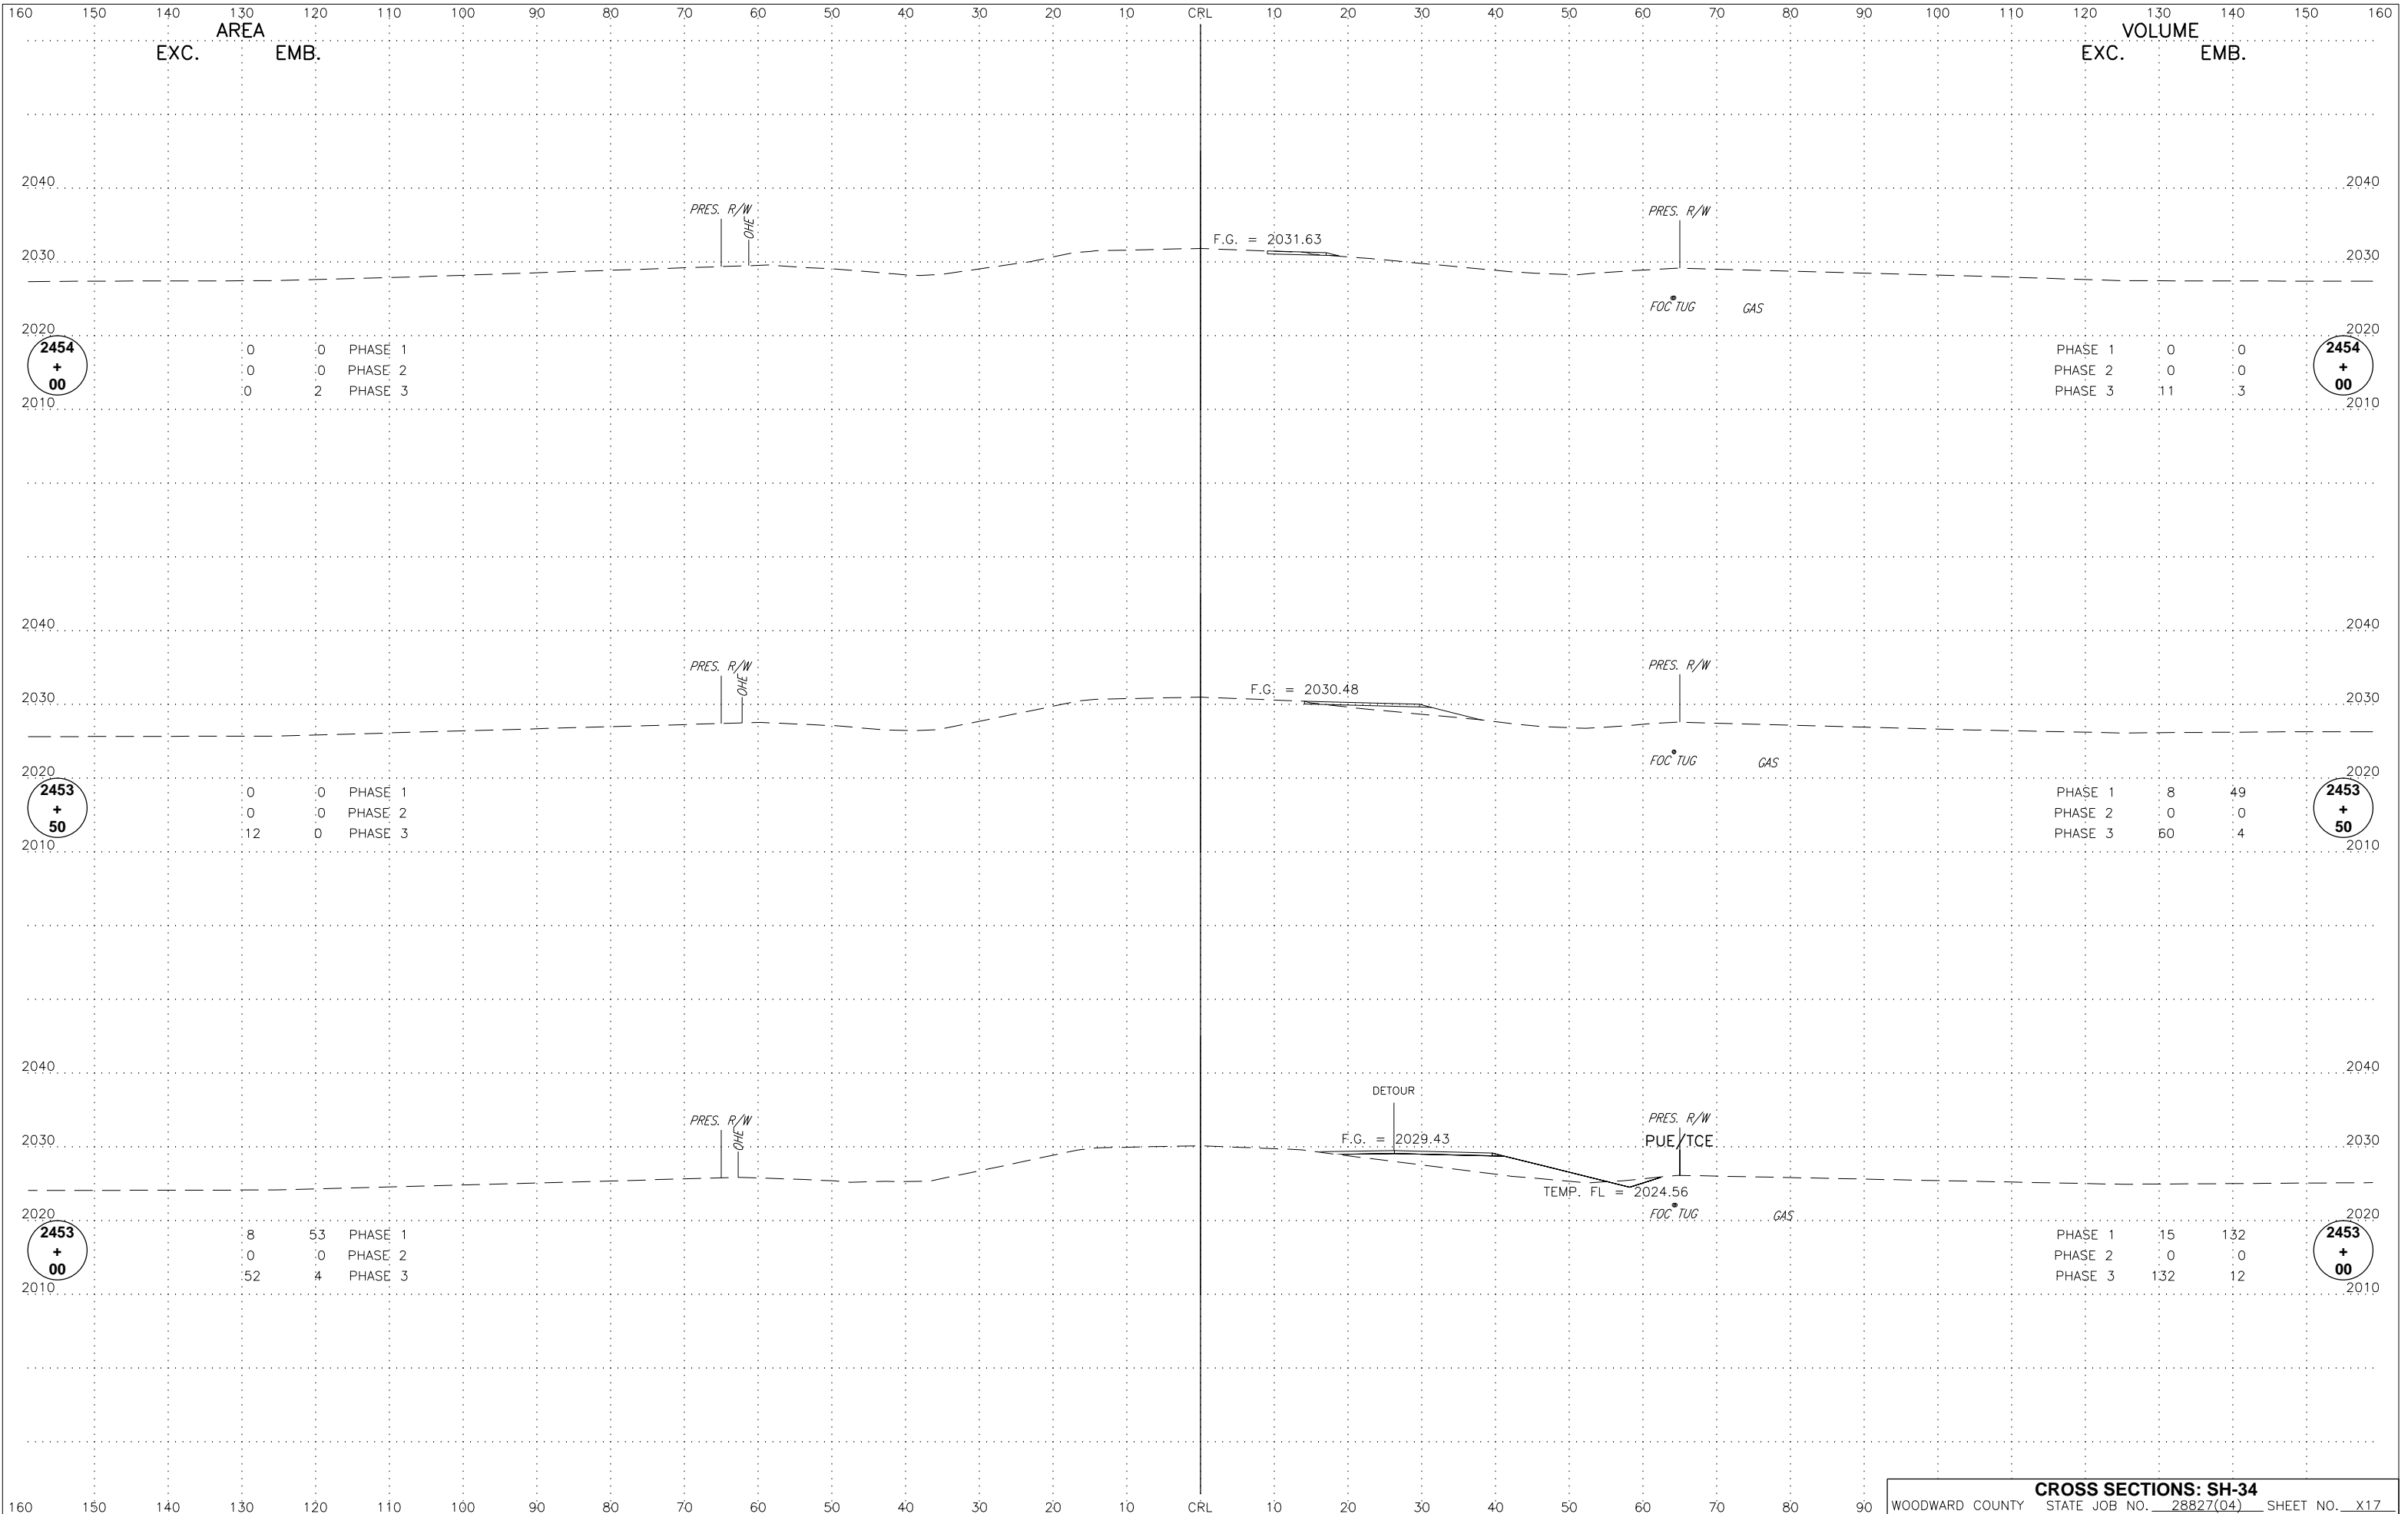 160 150 140 130 120 110 100 90 80 70 60 50 40 30 20 10 CRL 10 20 30 40 50 60 70 80 90 100 110 120 130 140 150 160
AREA VOLUME
EXC. EMB. EXC. EMB.
2040 2040
PRES. R/W OHE PRES. R/W
F.G. = 2031.63
2030 2030
FOC TUG GAS
2020 2020
2454 + 00
0 0 PHASE 1
0 0 PHASE 2
0 2 PHASE 3
PHASE 1 0 0
PHASE 2 0 0
PHASE 3 11 3
2454 + 00
2010 2010
2040 2040
PRES. R/W OHE PRES. R/W
F.G. = 2030.48
2030 2030
FOC TUG GAS
2020 2020
2453 + 50
0 0 PHASE 1
0 0 PHASE 2
12 0 PHASE 3
PHASE 1 8 49
PHASE 2 0 0
PHASE 3 60 4
2453 + 50
2010 2010
2040 2040
DETOUR
PRES. R/W OHE PRES. R/W
F.G. = 2029.43 PUE/TCE
2030 2030
TEMP. FL = 2024.56
FOC TUG GAS
2020 2020
2453 + 00
8 53 PHASE 1
0 0 PHASE 2
52 4 PHASE 3
PHASE 1 15 132
PHASE 2 0 0
PHASE 3 132 12
2453 + 00
2010 2010
160 150 140 130 120 110 100 90 80 70 60 50 40 30 20 10 CRL 10 20 30 40 50 60 70 80 90
CROSS SECTIONS: SH-34
WOODWARD COUNTY STATE JOB NO. 28827(04) SHEET NO. X17